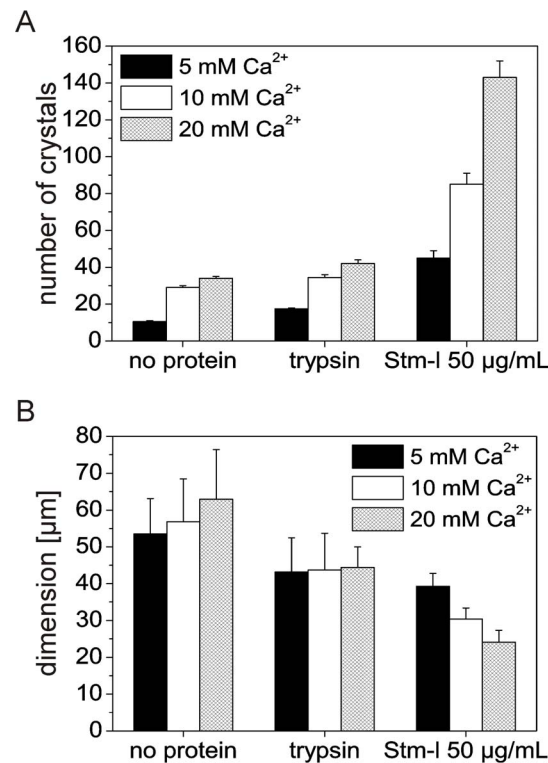 A
number of crystals
160
140
120
100
80
60
40
20
0
5 mM Ca²⁺
10 mM Ca²⁺
20 mM Ca²⁺
no protein
trypsin
Stm-l 50 µg/mL
B
dimension [µm]
80
70
60
50
40
30
20
10
0
5 mM Ca²⁺
10 mM Ca²⁺
20 mM Ca²⁺
no protein
trypsin
Stm-l 50 µg/mL